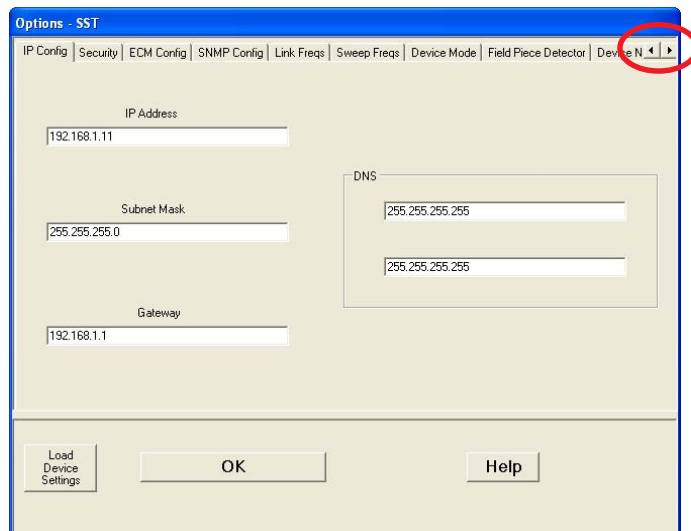 Options - SST
IP Config Security ECM Config SNMP Config Link Freqs Sweep Freqs Device Mode Field Piece Detector Device N
IP Address
192.168.1.11
DNS
255.255.255.255
Subnet Mask
255.255.255.0
255.255.255.255
Gateway
192.168.1.1
Load
Device
Settings
OK
Help